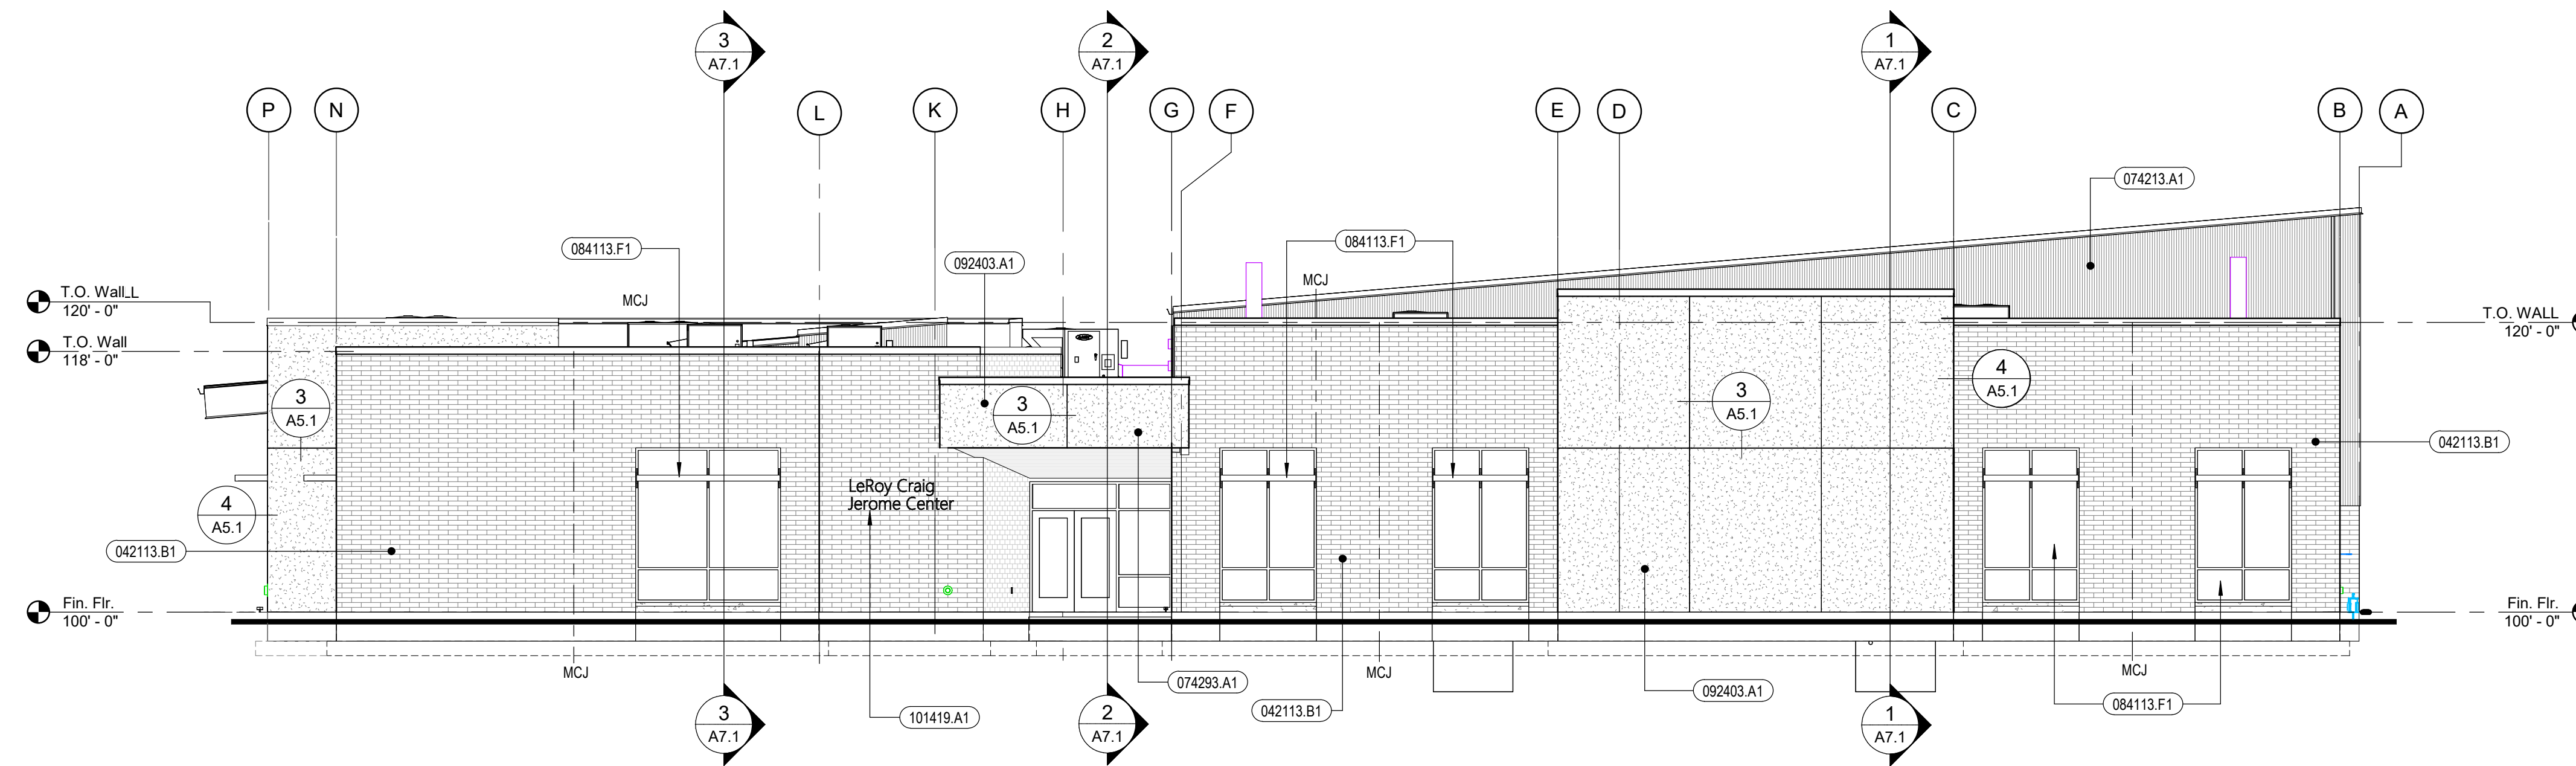 3
A7.1
2
A7.1
1
A7.1
P
N
L
K
H
G
F
E
D
C
B
A
074213.A1
084113.F1
092403.A1
084113.F1
MCJ
MCJ
T.O. Wall_L
120' - 0"
T.O. Wall
118' - 0"
T.O. WALL
120' - 0"
3
A5.1
3
A5.1
3
A5.1
4
A5.1
042113.B1
LeRoy Craig
Jerome Center
4
A5.1
042113.B1
Fin. Flr.
100' - 0"
Fin. Flr.
100' - 0"
MCJ
MCJ
MCJ
074293.A1
092403.A1
042113.B1
101419.A1
084113.F1
3
A7.1
2
A7.1
1
A7.1